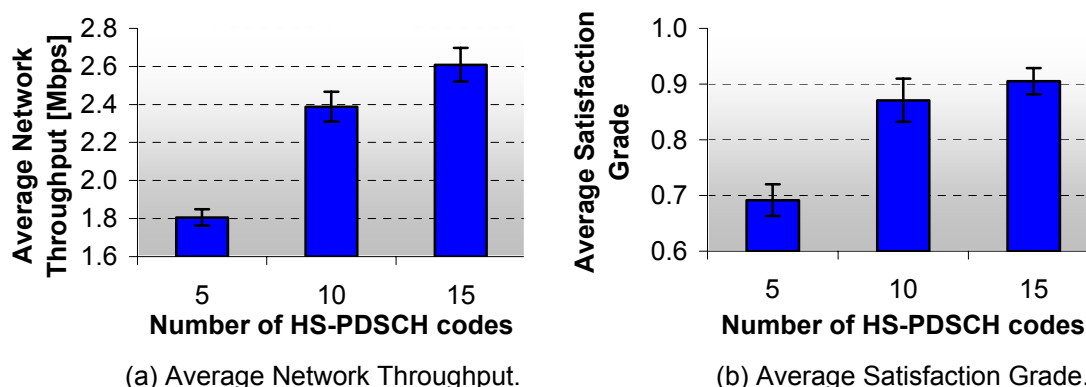 Average Network
Throughput [Mbps]
2.8
2.6
2.4
2.2
2.0
1.8
1.6
5 10 15
Number of HS-PDSCH codes
(a) Average Network Throughput.
Average Satisfaction
Grade
1.0
0.9
0.8
0.7
0.6
5 10 15
Number of HS-PDSCH codes
(b) Average Satisfaction Grade.